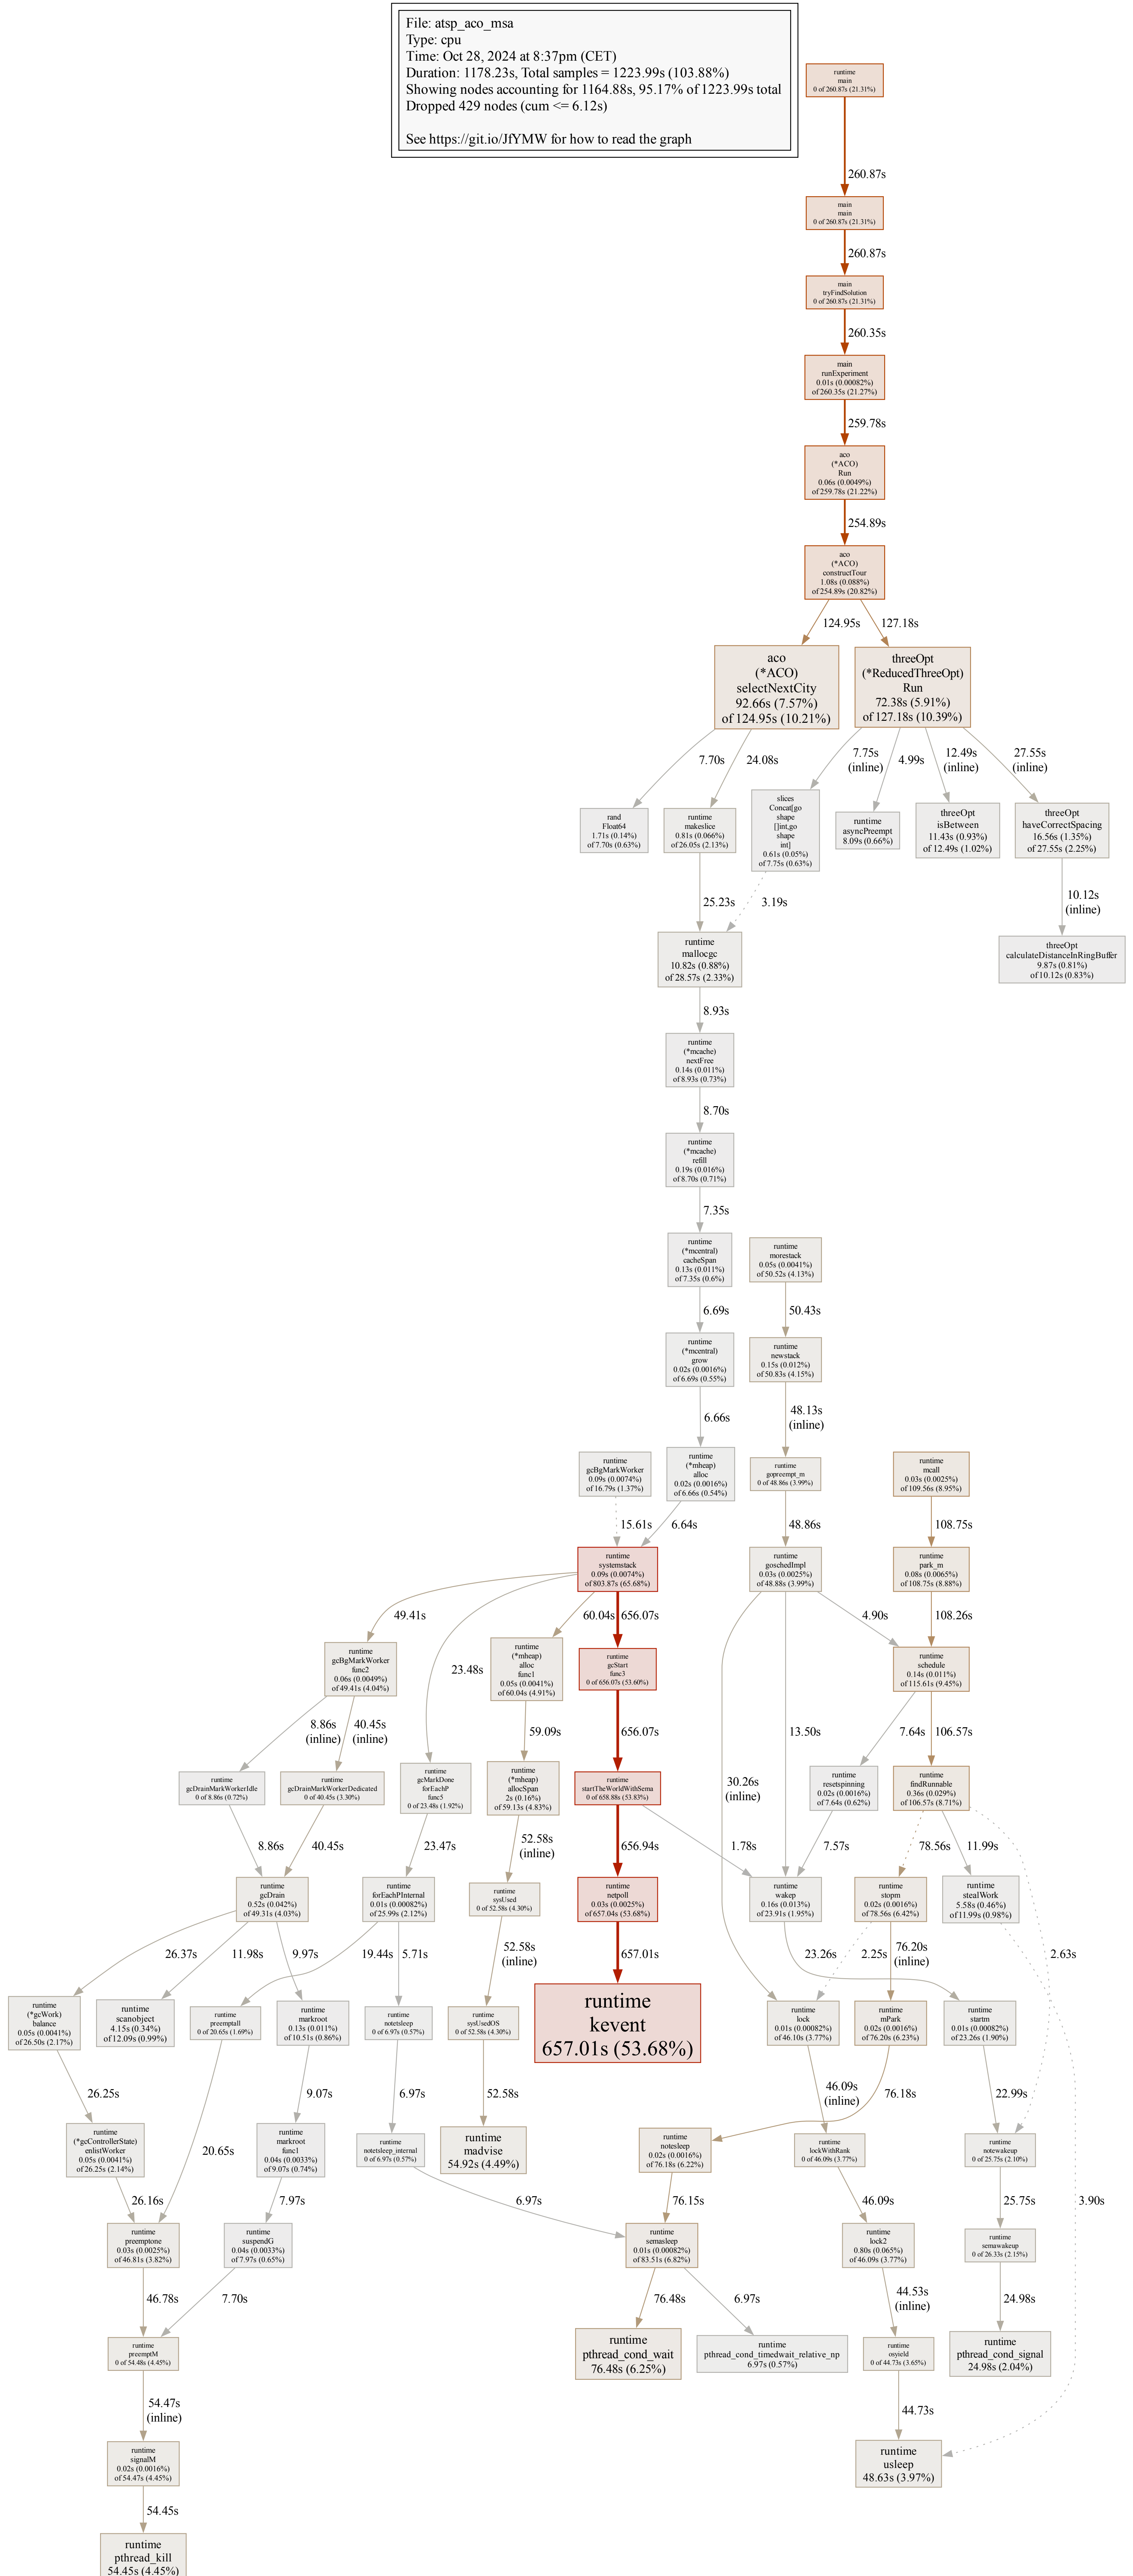 File: atsp_aco_msa
Type: cpu
Time: Oct 28, 2024 at 8:37pm (CET)
Duration: 1178.23s, Total samples = 1223.99s (103.88%)
Showing nodes accounting for 1164.88s, 95.17% of 1223.99s total
Dropped 429 nodes (cum <= 6.12s)
See https://git.io/JfYMW for how to read the graph
runtime
main
0 of 260.87s (21.31%)
260.87s
main
main
0 of 260.87s (21.31%)
260.87s
main
tryFindSolution
0 of 260.87s (21.31%)
260.35s
main
runExperiment
0.01s (0.00082%)
of 260.35s (21.27%)
259.78s
aco
(*ACO)
Run
0.06s (0.0049%)
of 259.78s (21.22%)
254.89s
aco
(*ACO)
constructTour
1.08s (0.088%)
of 254.89s (20.82%)
124.95s
127.18s
aco
(*ACO)
selectNextCity
92.66s (7.57%)
of 124.95s (10.21%)
threeOpt
(*ReducedThreeOpt)
Run
72.38s (5.91%)
of 127.18s (10.39%)
7.70s
24.08s
7.75s
(inline)
4.99s
12.49s
(inline)
27.55s
(inline)
rand
Float64
1.71s (0.14%)
of 7.70s (0.63%)
runtime
makeslice
0.81s (0.066%)
of 26.05s (2.13%)
slices
Concat[go
shape
[]int,go
shape
int]
0.61s (0.05%)
of 7.75s (0.63%)
runtime
asyncPreempt
8.09s (0.66%)
threeOpt
isBetween
11.43s (0.93%)
of 12.49s (1.02%)
threeOpt
haveCorrectSpacing
16.56s (1.35%)
of 27.55s (2.25%)
25.23s
3.19s
10.12s
(inline)
runtime
mallocgc
10.82s (0.88%)
of 28.57s (2.33%)
threeOpt
calculateDistanceInRingBuffer
9.87s (0.81%)
of 10.12s (0.83%)
8.93s
runtime
(*mcache)
nextFree
0.14s (0.011%)
of 8.93s (0.73%)
8.70s
runtime
(*mcache)
refill
0.19s (0.016%)
of 8.70s (0.71%)
7.35s
runtime
(*mcentral)
cacheSpan
0.13s (0.011%)
of 7.35s (0.6%)
runtime
morestack
0.05s (0.0041%)
of 50.52s (4.13%)
6.69s
50.43s
runtime
(*mcentral)
grow
0.02s (0.0016%)
of 6.69s (0.55%)
runtime
newstack
0.15s (0.012%)
of 50.83s (4.15%)
6.66s
48.13s
(inline)
runtime
gcBgMarkWorker
0.09s (0.0074%)
of 16.79s (1.37%)
runtime
(*mheap)
alloc
0.02s (0.0016%)
of 6.66s (0.54%)
runtime
gopreempt_m
0 of 48.86s (3.99%)
runtime
mcall
0.03s (0.0025%)
of 109.56s (8.95%)
15.61s
6.64s
48.86s
108.75s
runtime
systemstack
0.09s (0.0074%)
of 803.87s (65.68%)
runtime
goschedImpl
0.03s (0.0025%)
of 48.88s (3.99%)
runtime
park_m
0.08s (0.0065%)
of 108.75s (8.88%)
49.41s
23.48s
60.04s
656.07s
4.90s
108.26s
runtime
gcBgMarkWorker
func2
0.06s (0.0049%)
of 49.41s (4.04%)
runtime
(*mheap)
alloc
func1
0.05s (0.0041%)
of 60.04s (4.91%)
runtime
gcStart
func3
0 of 656.07s (53.60%)
runtime
schedule
0.14s (0.011%)
of 115.61s (9.45%)
8.86s
(inline)
40.45s
(inline)
59.09s
656.07s
30.26s
(inline)
13.50s
7.64s
106.57s
runtime
gcDrainMarkWorkerIdle
0 of 8.86s (0.72%)
runtime
gcDrainMarkWorkerDedicated
0 of 40.45s (3.30%)
runtime
gcMarkDone
forEachP
func5
0 of 23.48s (1.92%)
runtime
(*mheap)
allocSpan
2s (0.16%)
of 59.13s (4.83%)
runtime
startTheWorldWithSema
0 of 658.88s (53.83%)
runtime
resetspinning
0.02s (0.0016%)
of 7.64s (0.62%)
runtime
findRunnable
0.36s (0.029%)
of 106.57s (8.71%)
8.86s
40.45s
23.47s
52.58s
(inline)
656.94s
1.78s
7.57s
78.56s
11.99s
runtime
gcDrain
0.52s (0.042%)
of 49.31s (4.03%)
runtime
forEachPInternal
0.01s (0.00082%)
of 25.99s (2.12%)
runtime
sysUsed
0 of 52.58s (4.30%)
runtime
netpoll
0.03s (0.0025%)
of 657.04s (53.68%)
runtime
wakep
0.16s (0.013%)
of 23.91s (1.95%)
runtime
stopm
0.02s (0.0016%)
of 78.56s (6.42%)
runtime
stealWork
5.58s (0.46%)
of 11.99s (0.98%)
26.37s
11.98s
9.97s
19.44s
5.71s
52.58s
(inline)
657.01s
23.26s
2.25s
76.20s
(inline)
2.63s
runtime
(*gcWork)
balance
0.05s (0.0041%)
of 26.50s (2.17%)
runtime
scanobject
4.15s (0.34%)
of 12.09s (0.99%)
runtime
preemptall
0 of 20.65s (1.69%)
runtime
markroot
0.13s (0.011%)
of 10.51s (0.86%)
runtime
notetsleep
0 of 6.97s (0.57%)
runtime
sysUsedOS
0 of 52.58s (4.30%)
runtime
kevent
657.01s (53.68%)
runtime
lock
0.01s (0.00082%)
of 46.10s (3.77%)
runtime
mPark
0.02s (0.0016%)
of 76.20s (6.23%)
runtime
startm
0.01s (0.00082%)
of 23.26s (1.90%)
26.25s
20.65s
9.07s
6.97s
52.58s
46.09s
(inline)
76.18s
22.99s
3.90s
runtime
(*gcControllerState)
enlistWorker
0.05s (0.0041%)
of 26.25s (2.14%)
runtime
markroot
func1
0.04s (0.0033%)
of 9.07s (0.74%)
runtime
notetsleep_internal
0 of 6.97s (0.57%)
runtime
madvise
54.92s (4.49%)
runtime
notesleep
0.02s (0.0016%)
of 76.18s (6.22%)
runtime
lockWithRank
0 of 46.09s (3.77%)
runtime
notewakeup
0 of 25.75s (2.10%)
26.16s
7.97s
6.97s
76.15s
46.09s
25.75s
runtime
preemptone
0.03s (0.0025%)
of 46.81s (3.82%)
runtime
suspendG
0.04s (0.0033%)
of 7.97s (0.65%)
runtime
semasleep
0.01s (0.00082%)
of 83.51s (6.82%)
runtime
lock2
0.80s (0.065%)
of 46.09s (3.77%)
runtime
semawakeup
0 of 26.33s (2.15%)
46.78s
7.70s
76.48s
6.97s
44.53s
(inline)
24.98s
runtime
preemptM
0 of 54.48s (4.45%)
runtime
pthread_cond_wait
76.48s (6.25%)
runtime
pthread_cond_timedwait_relative_np
6.97s (0.57%)
runtime
osyield
0 of 44.73s (3.65%)
runtime
pthread_cond_signal
24.98s (2.04%)
54.47s
(inline)
44.73s
runtime
signalM
0.02s (0.0016%)
of 54.47s (4.45%)
runtime
usleep
48.63s (3.97%)
54.45s
runtime
pthread_kill
54.45s (4.45%)